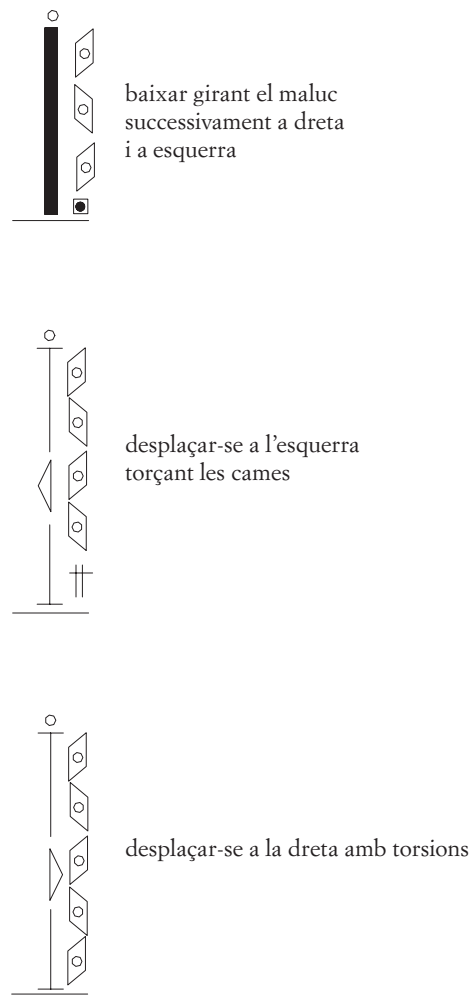 baixar girant el maluc
successivament a dreta
i a esquerra
desplaçar-se a l’esquerra
torçant les cames
desplaçar-se a la dreta amb torsions